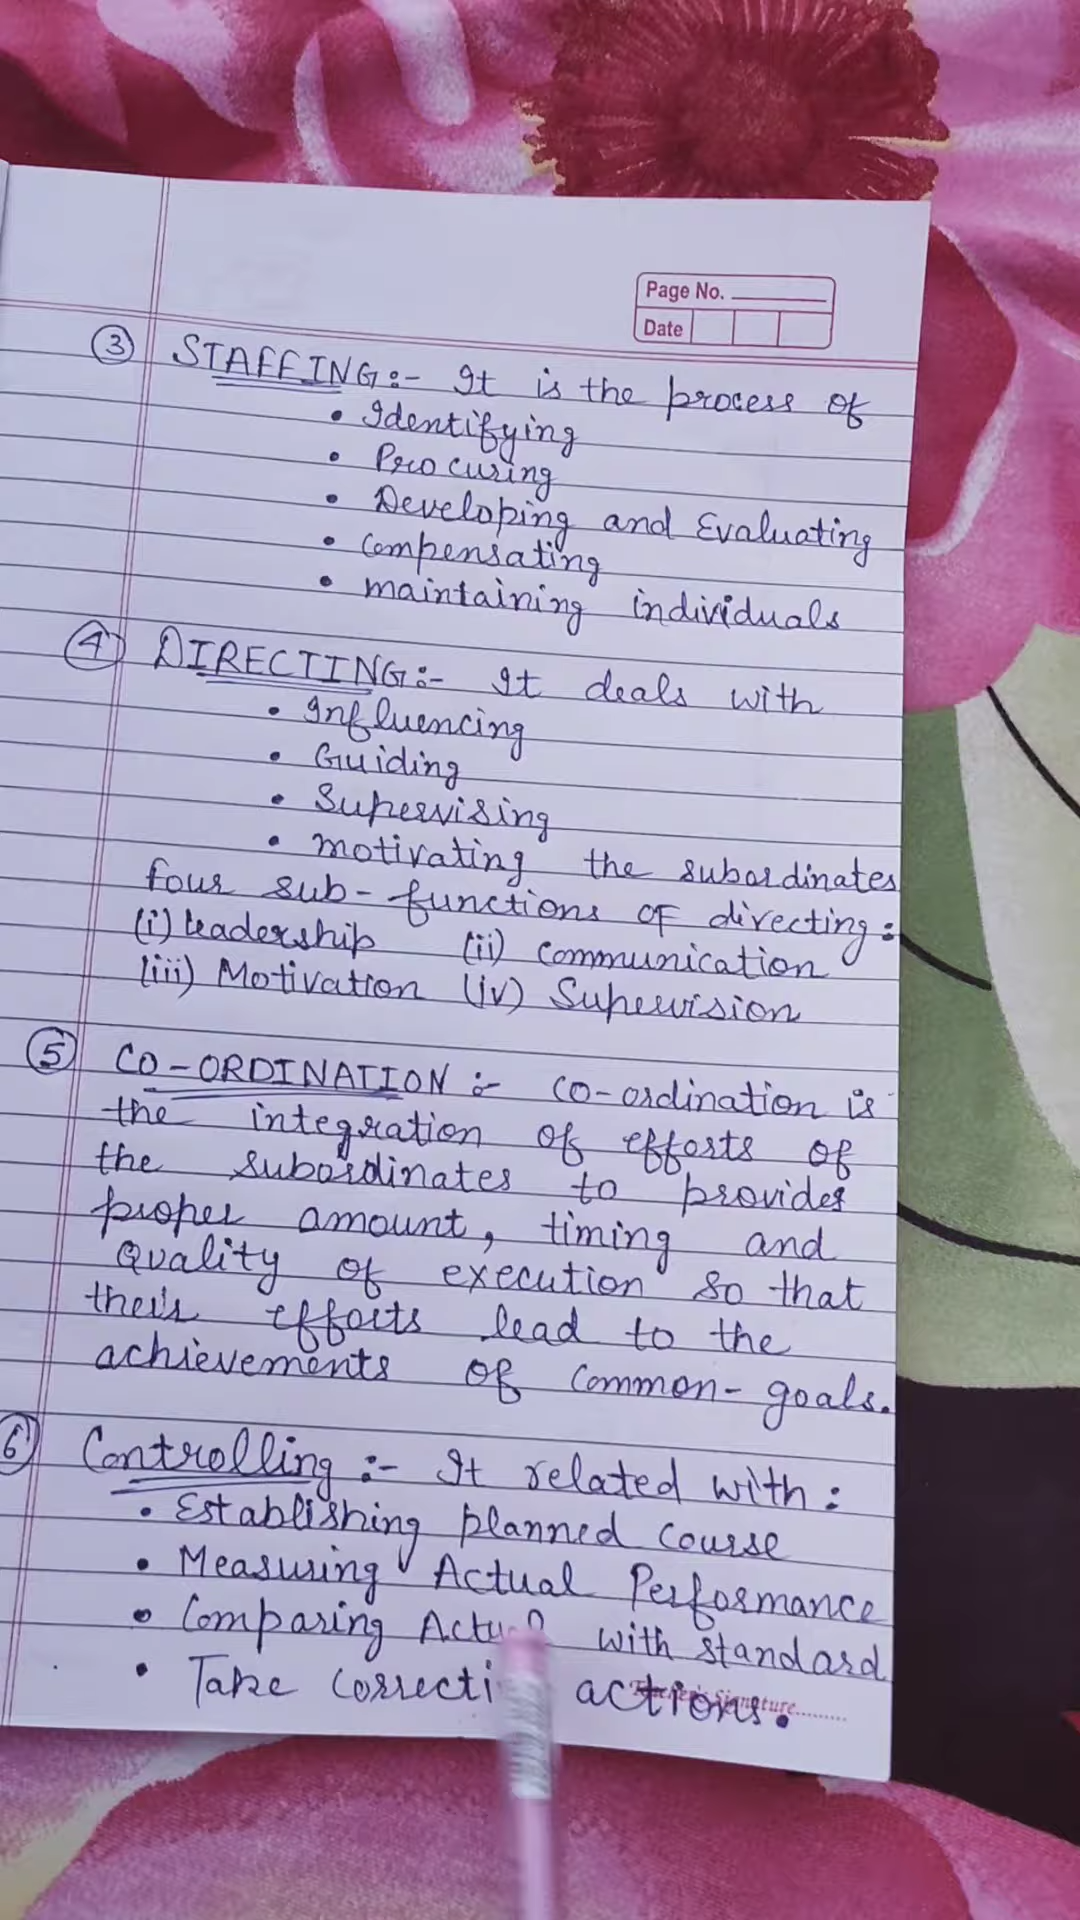 Page No.
Date
③ STAFFING:- It is the process of
• Identifying
• Procuring
• Developing and Evaluating
• Compensating
• maintaining individuals
④ DIRECTING:- It deals with
• Influencing
• Guiding
• Supervising
• motivating the subordinates
four sub-functions OF directing:
(i) leadership (ii) Communication
(iii) Motivation (iv) Supervision
⑤ CO-ORDINATION :- Co-ordination is
the integration of efforts of
the subordinates to provides
proper amount, timing and
Quality of execution so that
their efforts lead to the
achievements of common-goals.
⑥ Controlling :- It related with:
• Establishing planned course
• Measuring Actual Performance
• Comparing Actual with standard
• Take correcti actions.
Teacher's Signature.........